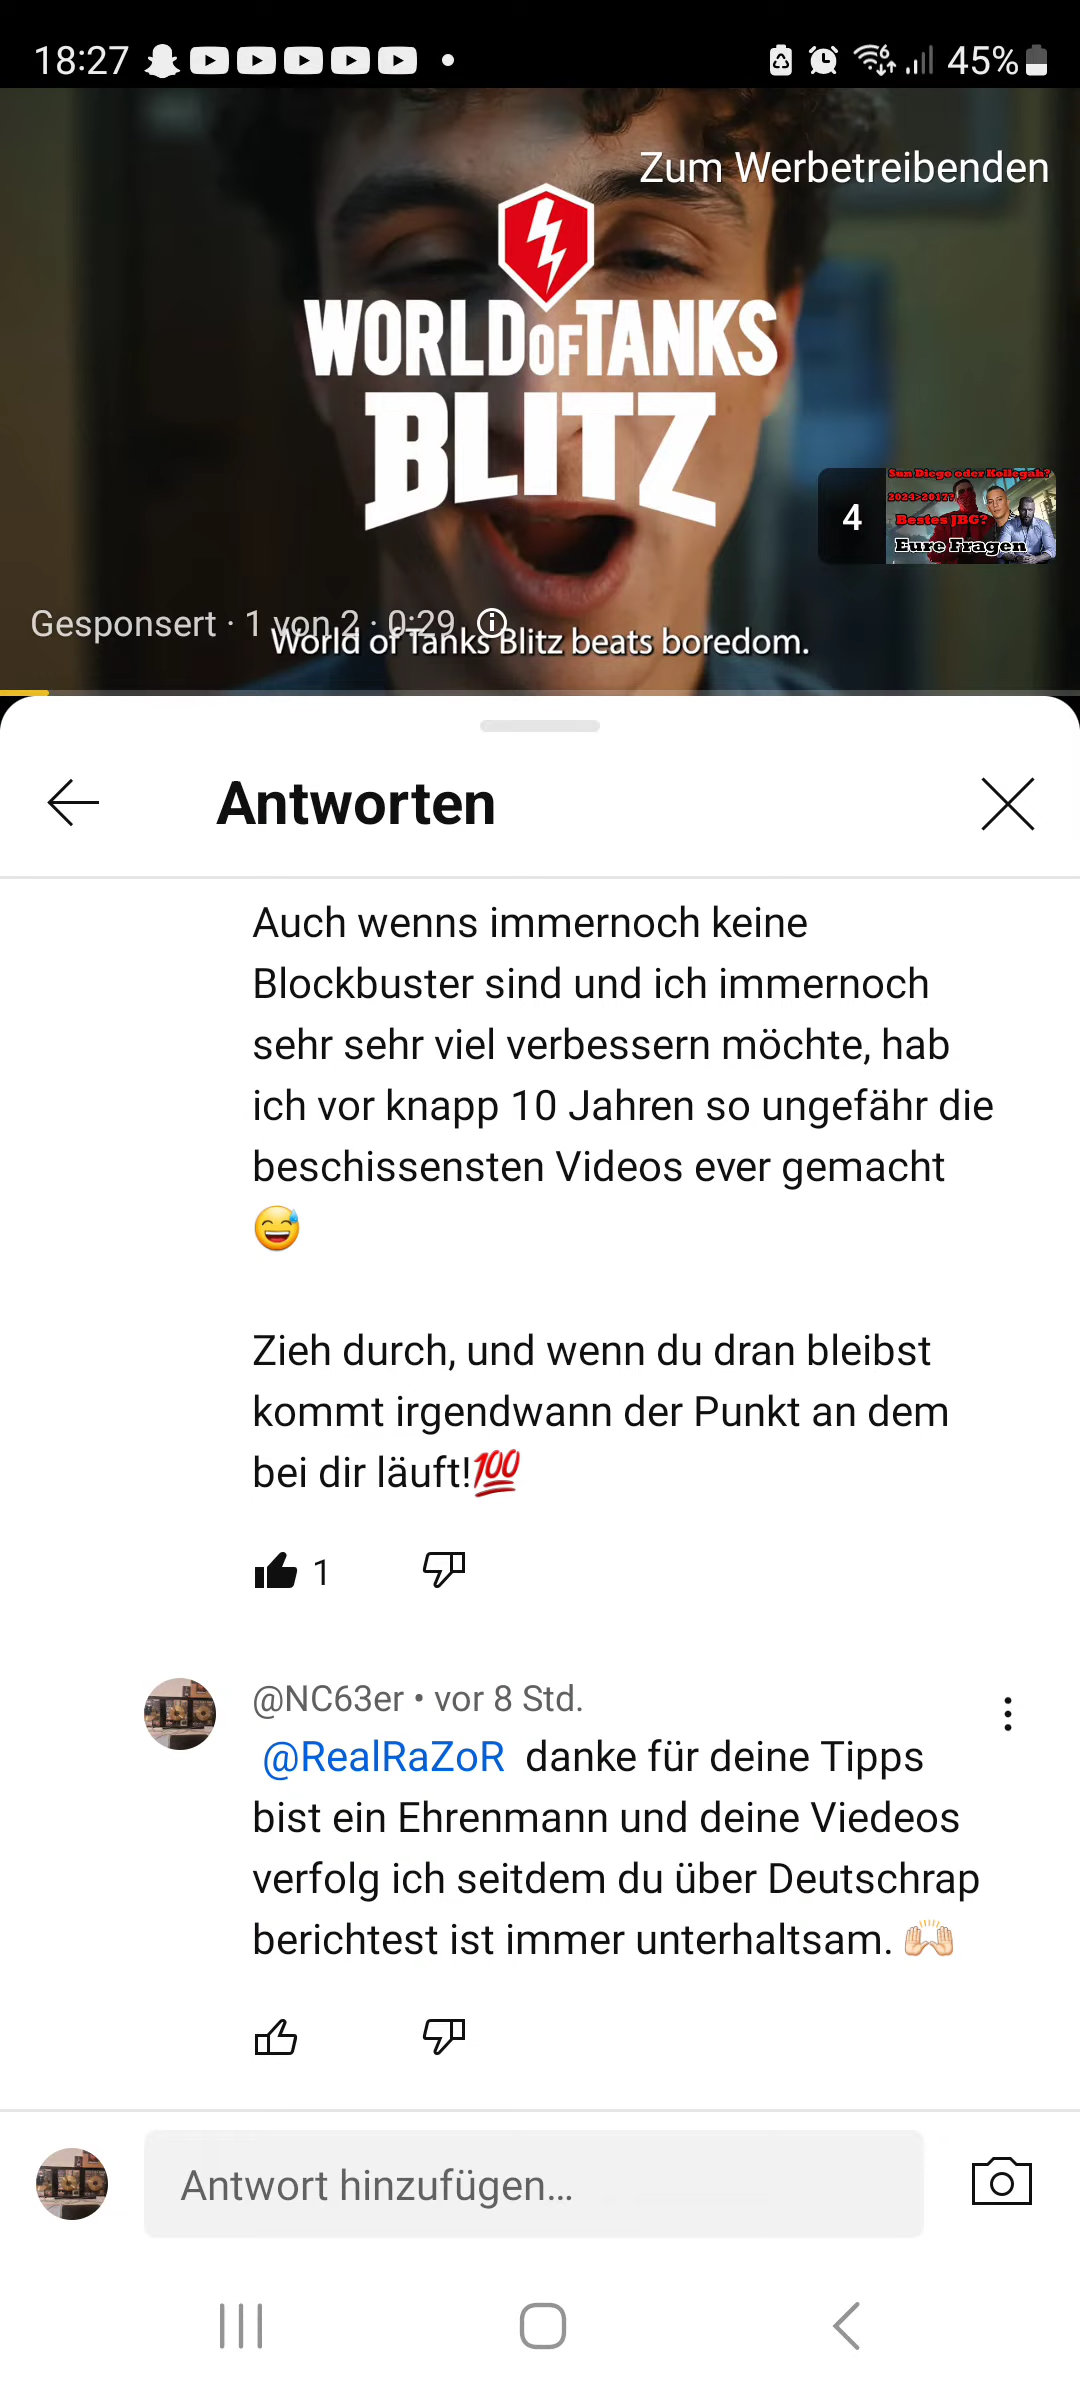 18:27
45%
Zum Werbetreibenden
WORLD OF TANKS
BLITZ
Sun Diego oder Kollegah?
2024>2017?
Bestes JBG?
Eure Fragen
4
Gesponsert · 1 von 2 · 0:29
World of Tanks Blitz beats boredom.
Antworten
Auch wenns immernoch keine
Blockbuster sind und ich immernoch
sehr sehr viel verbessern möchte, hab
ich vor knapp 10 Jahren so ungefähr die
beschissensten Videos ever gemacht
😅
Zieh durch, und wenn du dran bleibst
kommt irgendwann der Punkt an dem
bei dir läuft!💯
1
@NC63er • vor 8 Std.
@RealRaZoR danke für deine Tipps
bist ein Ehrenmann und deine Viedeos
verfolg ich seitdem du über Deutschrap
berichtest ist immer unterhaltsam. 🙌🏻
Antwort hinzufügen...